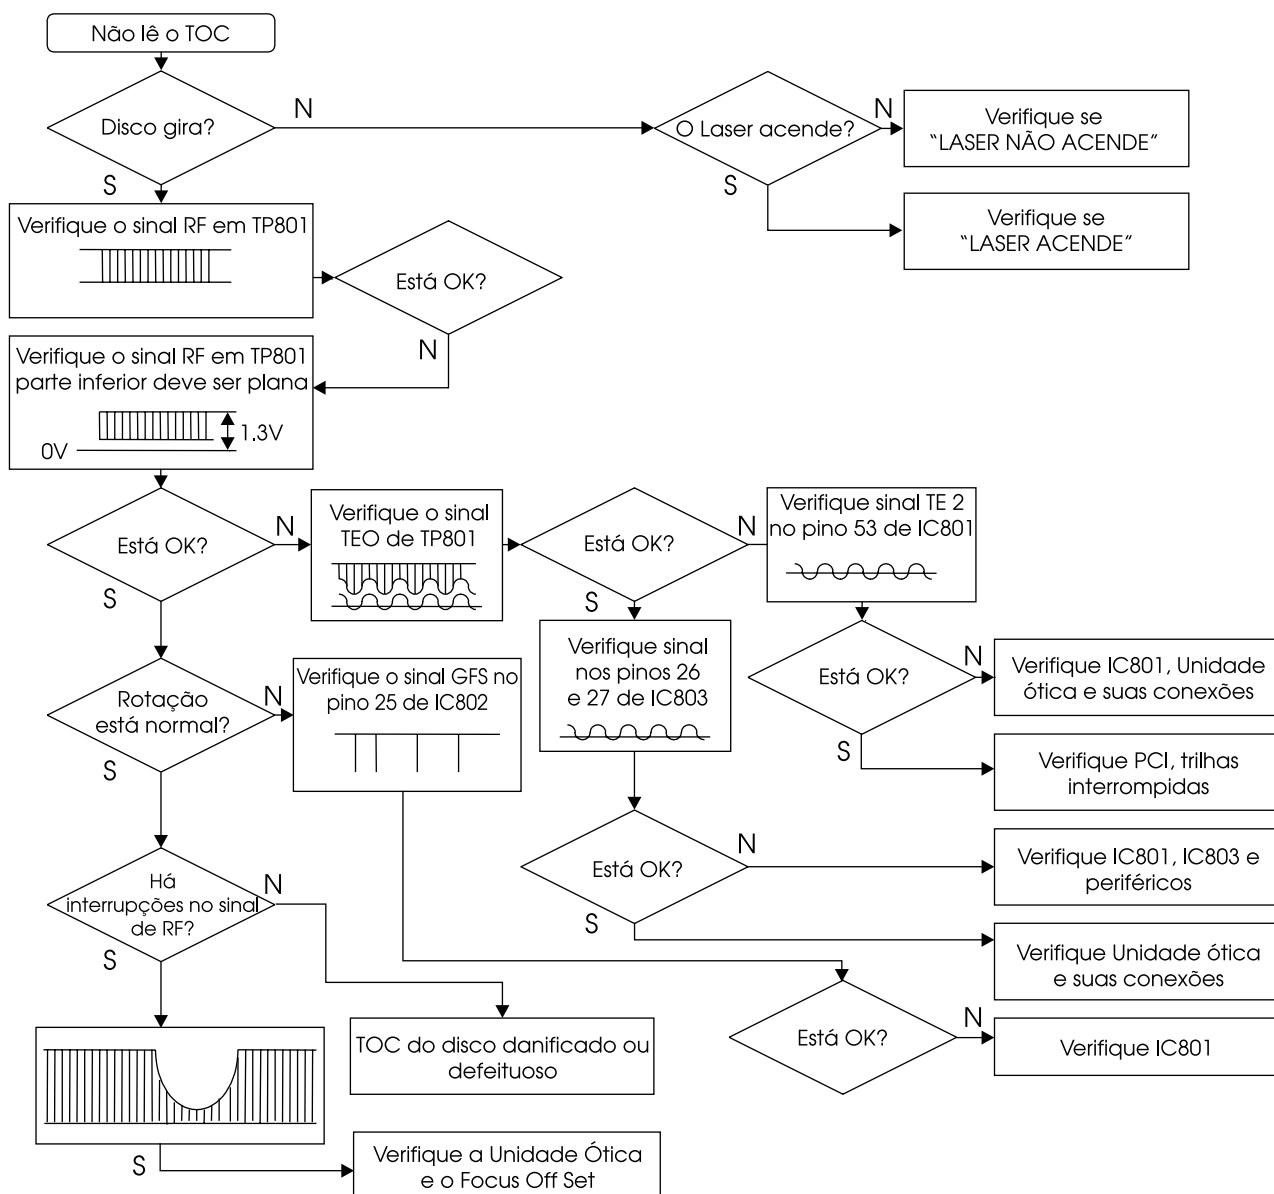 Não lê o TOC
Disco gira?
N
S
O Laser acende?
N
S
Verifique se
“LASER NÃO ACENDE”
Verifique se
“LASER ACENDE”
Verifique o sinal RF em TP801
Está OK?
N
Verifique o sinal RF em TP801
parte inferior deve ser plana
1.3V
0V
Está OK?
N
S
Verifique o sinal
TEO de TP801
Está OK?
N
S
Verifique sinal TE 2
no pino 53 de IC801
Está OK?
N
S
Verifique IC801, Unidade
ótica e suas conexões
Verifique PCI, trilhas
interrompidas
Verifique sinal
nos pinos 26
e 27 de IC803
Está OK?
N
S
Verifique IC801, IC803 e
periféricos
Verifique Unidade ótica
e suas conexões
Rotação
está normal?
N
S
Verifique o sinal GFS no
pino 25 de IC802
Está OK?
N
Verifique IC801
Há
interrupções no sinal
de RF?
N
S
TOC do disco danificado ou
defeituoso
S
Verifique a Unidade Ótica
e o Focus Off Set